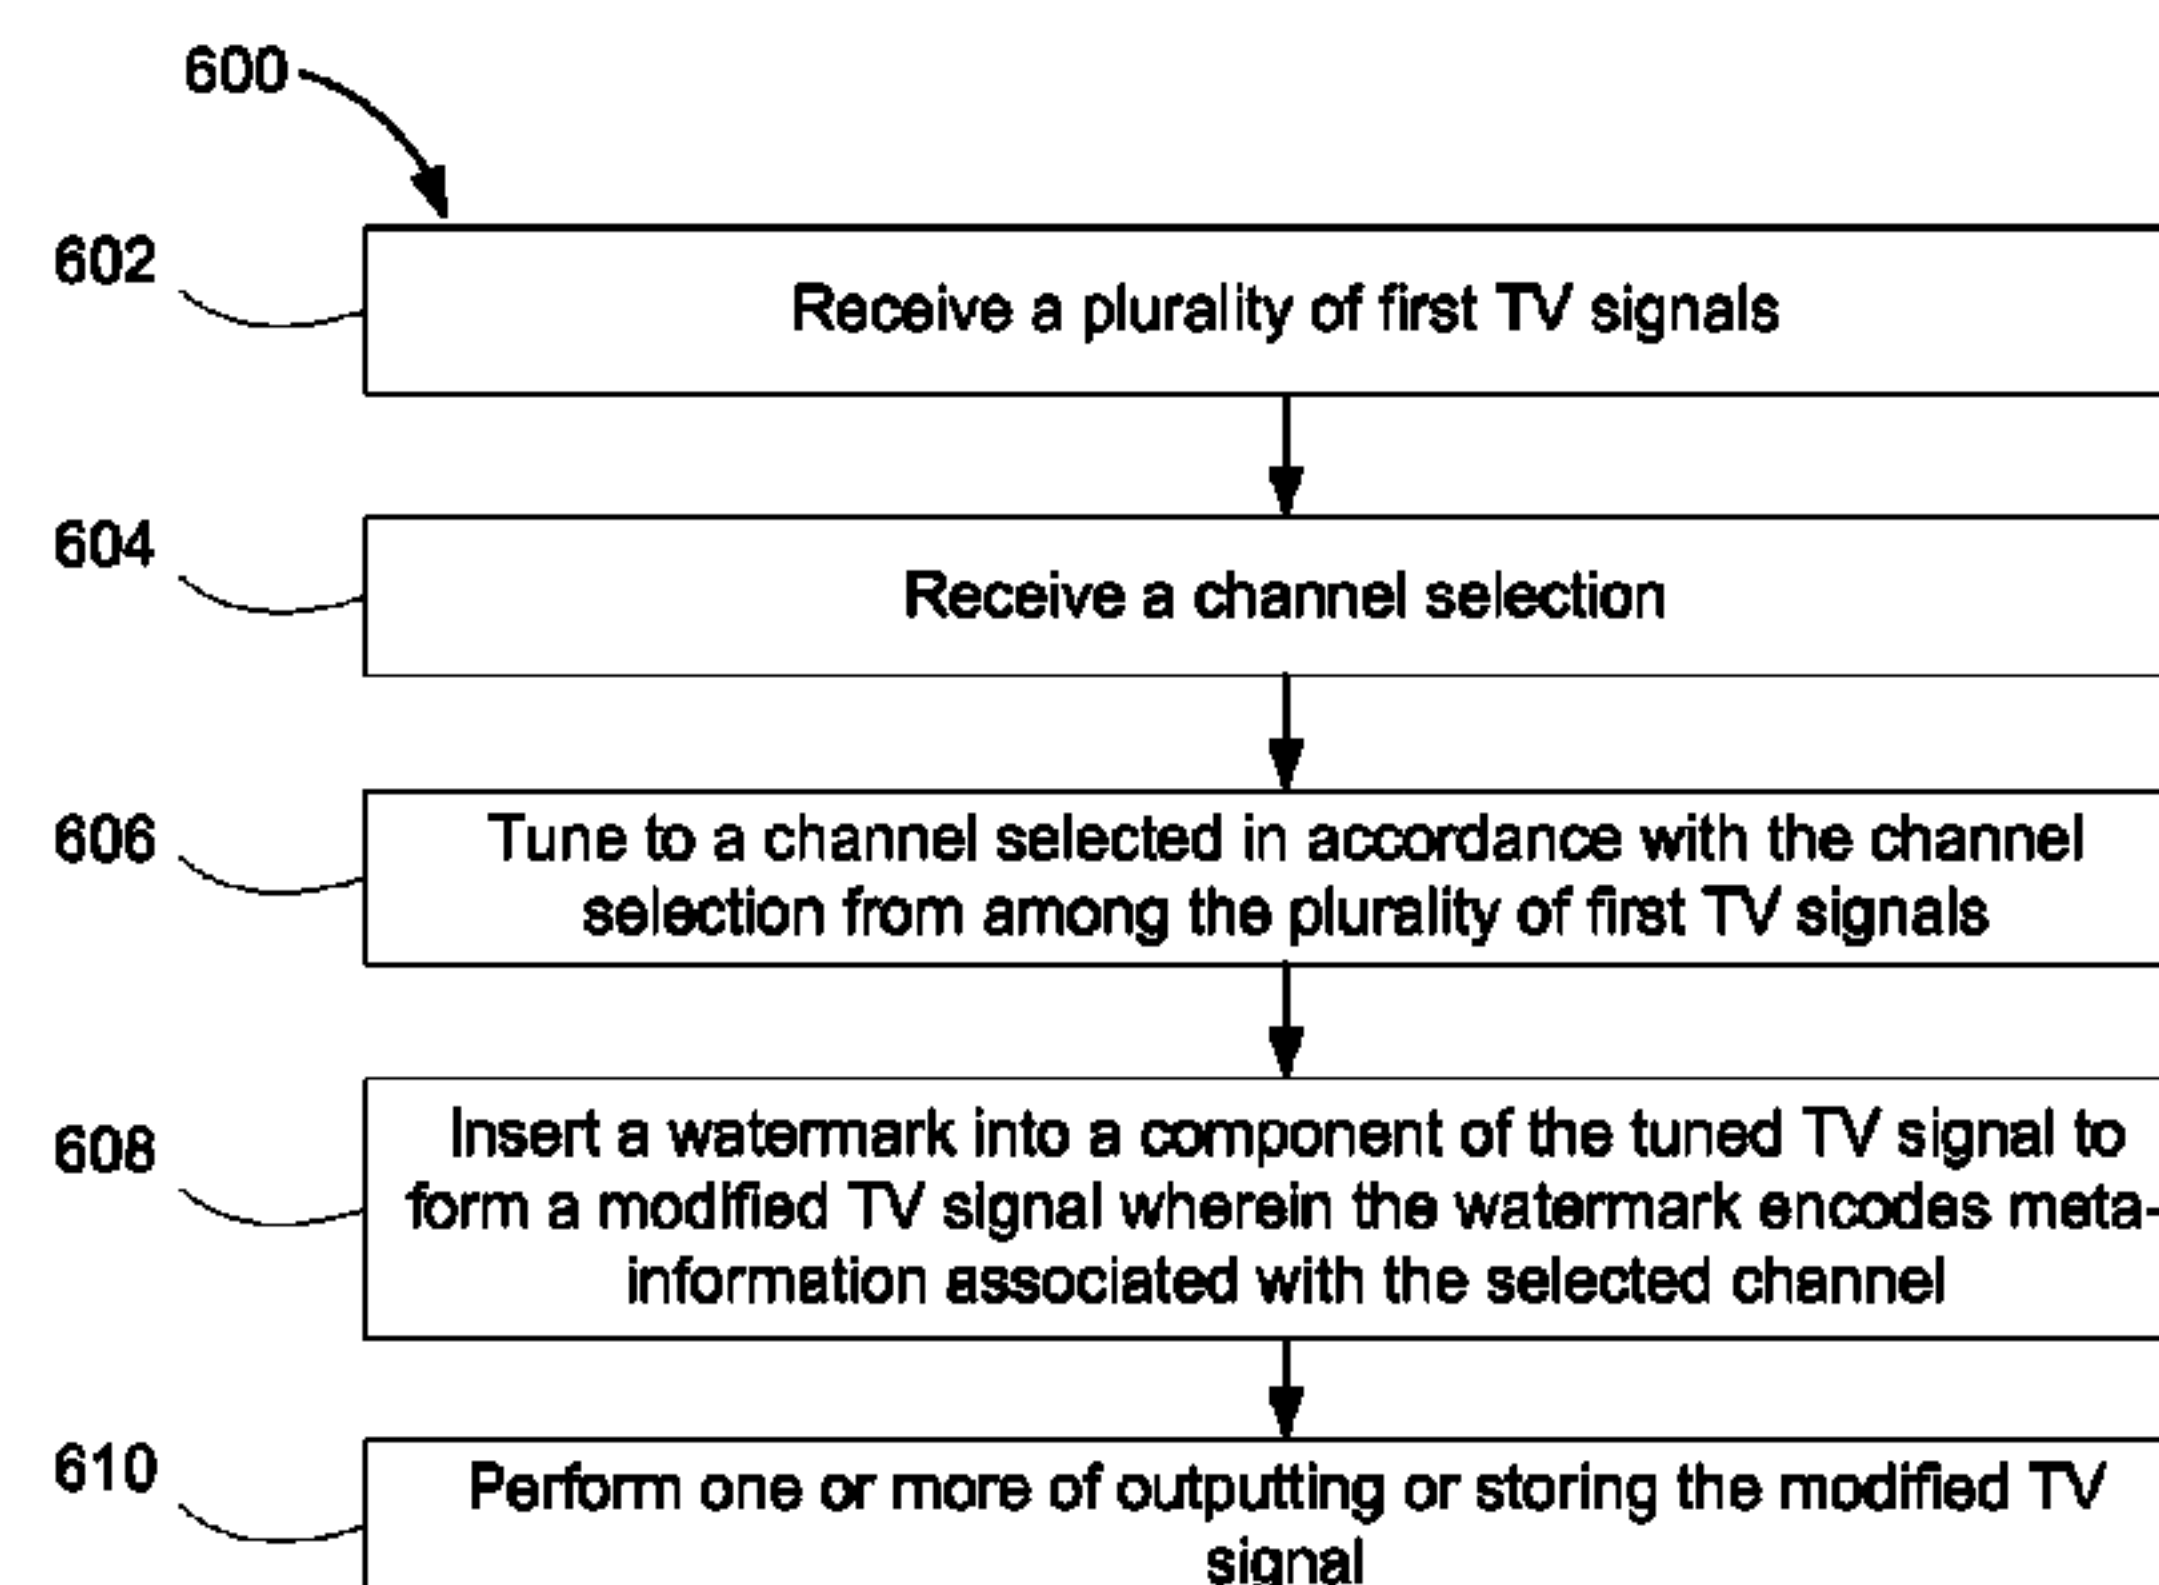 600
602
Receive a plurality of first TV signals
604
Receive a channel selection
606
Tune to a channel selected in accordance with the channel
selection from among the plurality of first TV signals
608
Insert a watermark into a component of the tuned TV signal to
form a modified TV signal wherein the watermark encodes meta-
information associated with the selected channel
610
Perform one or more of outputting or storing the modified TV
signal